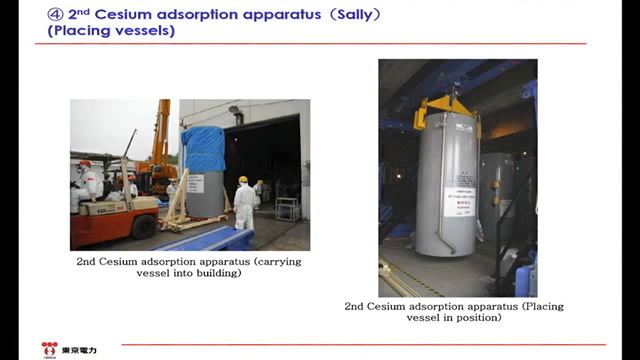 ④ 2nd Cesium adsorption apparatus（Sally）
(Placing vessels)
2nd Cesium adsorption apparatus (carrying
vessel into building)
2nd Cesium adsorption apparatus (Placing
vessel in position)
東京電力